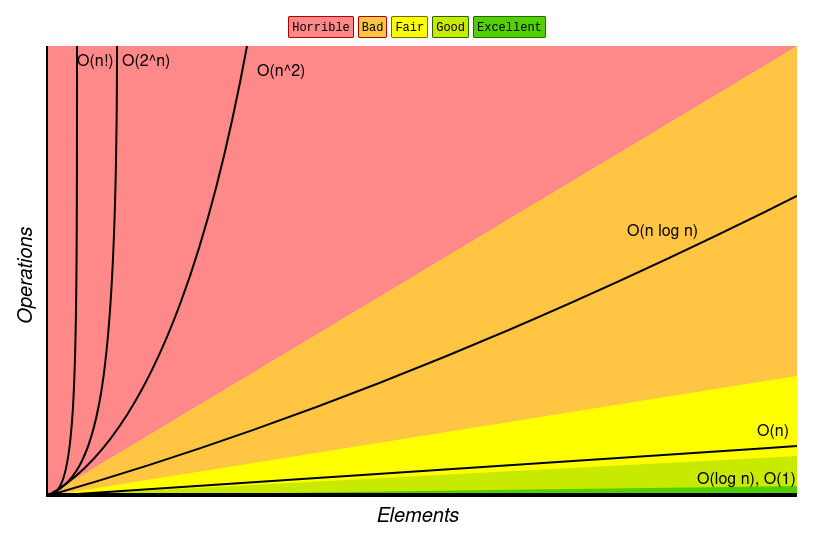 Horrible Bad Fair Good Excellent
O(n!) O(2^n)
O(n^2)
O(n log n)
O(n)
O(log n), O(1)
Operations
Elements